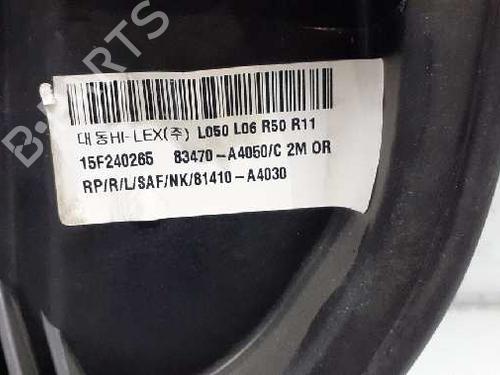 B-PARTS
대동HI-LEX(주) L050 L06 R50 R11
15F240265 83470-A4050/C 2M OR
RP/R/L/SAF/NK/81410-A4030